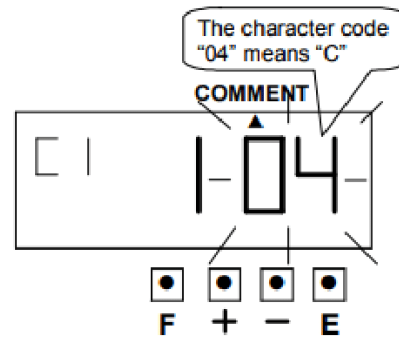 The character code
“04” means “C”
COMMENT
▲
C1 1-04
F + - E